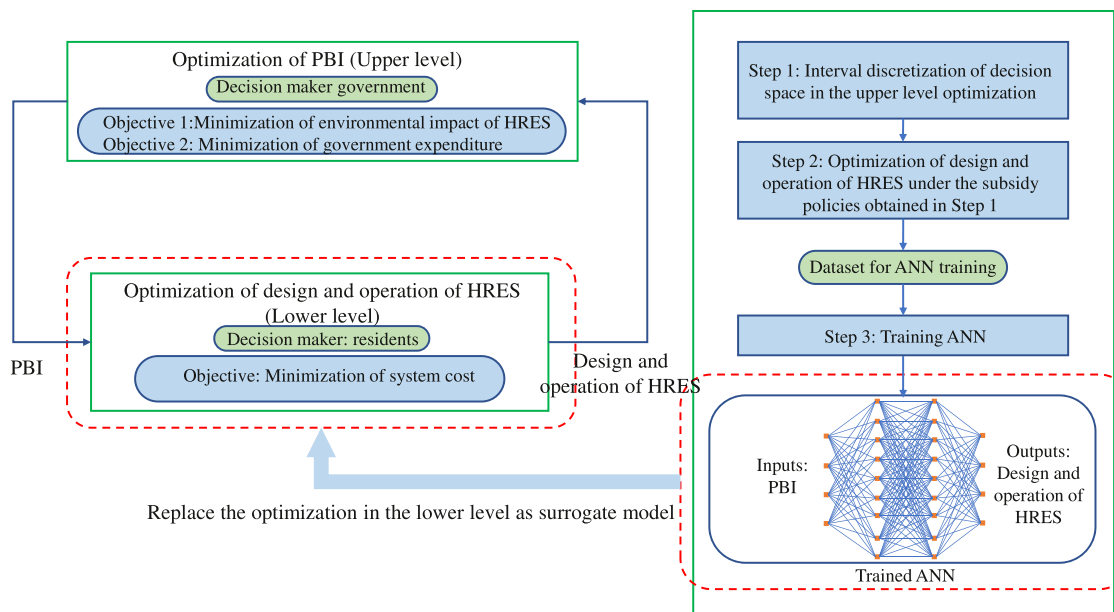 Optimization of PBI (Upper level)
Decision maker government
Objective 1:Minimization of environmental impact of HRES
Objective 2: Minimization of government expenditure
Optimization of design and operation of HRES
(Lower level)
Decision maker: residents
Objective: Minimization of system cost
PBI
Design and
operation of HRES
Replace the optimization in the lower level as surrogate model
Step 1: Interval discretization of decision
space in the upper level optimization
Step 2: Optimization of design and
operation of HRES under the subsidy
policies obtained in Step 1
Dataset for ANN training
Step 3: Training ANN
Inputs:
PBI
Outputs:
Design and
operation of
HRES
Trained ANN